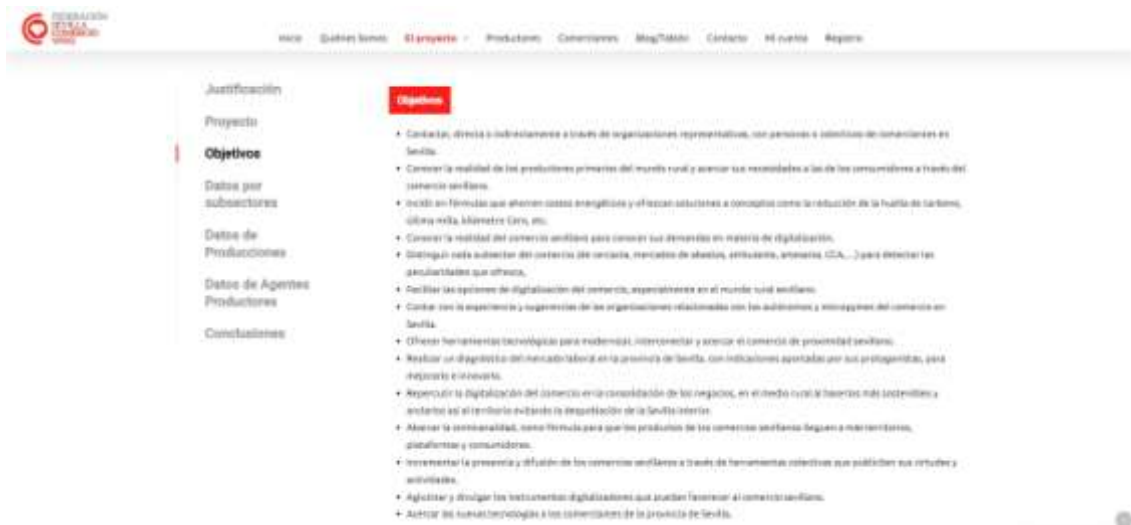 FEDERACIÓN
SEVILLA
COMERCIO
Inicio Quiénes Somos El proyecto Productores Comerciantes Blog/Tablón Contacto Mi cuenta Registro
Justificación
Proyecto
Objetivos
Datos por
subsectores
Datos de
Producciones
Datos de Agentes
Productores
Conclusiones
Objetivos
• Contactar, directa o indirectamente a través de organizaciones representativas, con personas o colectivos de comerciantes en
Sevilla.
• Conocer la realidad de los productores primarios del mundo rural y acercar sus necesidades a las de los consumidores a través del
comercio sevillano.
• Incidir en fórmulas que ahorren costes energéticos y ofrezcan soluciones a conceptos como la reducción de la huella de carbono,
última milla, kilómetro Cero, etc.
• Conocer la realidad del comercio sevillano para conocer sus demandas en materia de digitalización.
• Distinguir cada subsector del comercio (de cercanía, mercados de abastos, ambulante, artesanía, CCA,...) para detectar las
peculiaridades que ofrezca.
• Facilitar las opciones de digitalización del comercio, especialmente en el mundo rural sevillano.
• Contar con la experiencia y sugerencias de las organizaciones relacionadas con los autónomos y micropymes del comercio en
Sevilla.
• Ofrecer herramientas tecnológicas para modernizar, interconectar y acercar el comercio de proximidad sevillano.
• Realizar un diagnóstico del mercado laboral en la provincia de Sevilla, con indicaciones aportadas por sus protagonistas, para
mejorarlo e innovarlo.
• Repercutir la digitalización del comercio en la consolidación de los negocios, en el medio rural al hacerlos más sostenibles y
anclarlos así al territorio evitando la despoblación de la Sevilla interior.
• Abarcar la omnicanalidad, como fórmula para que los productos de los comercios sevillanos lleguen a más territorios,
plataformas y consumidores.
• Incrementar la presencia y difusión de los comercios sevillanos a través de herramientas colectivas que publiciten sus virtudes y
actividades.
• Aglutinar y divulgar los instrumentos digitalizadores que puedan favorecer al comercio sevillano.
• Acercar las nuevas tecnologías a los comerciantes de la provincia de Sevilla.